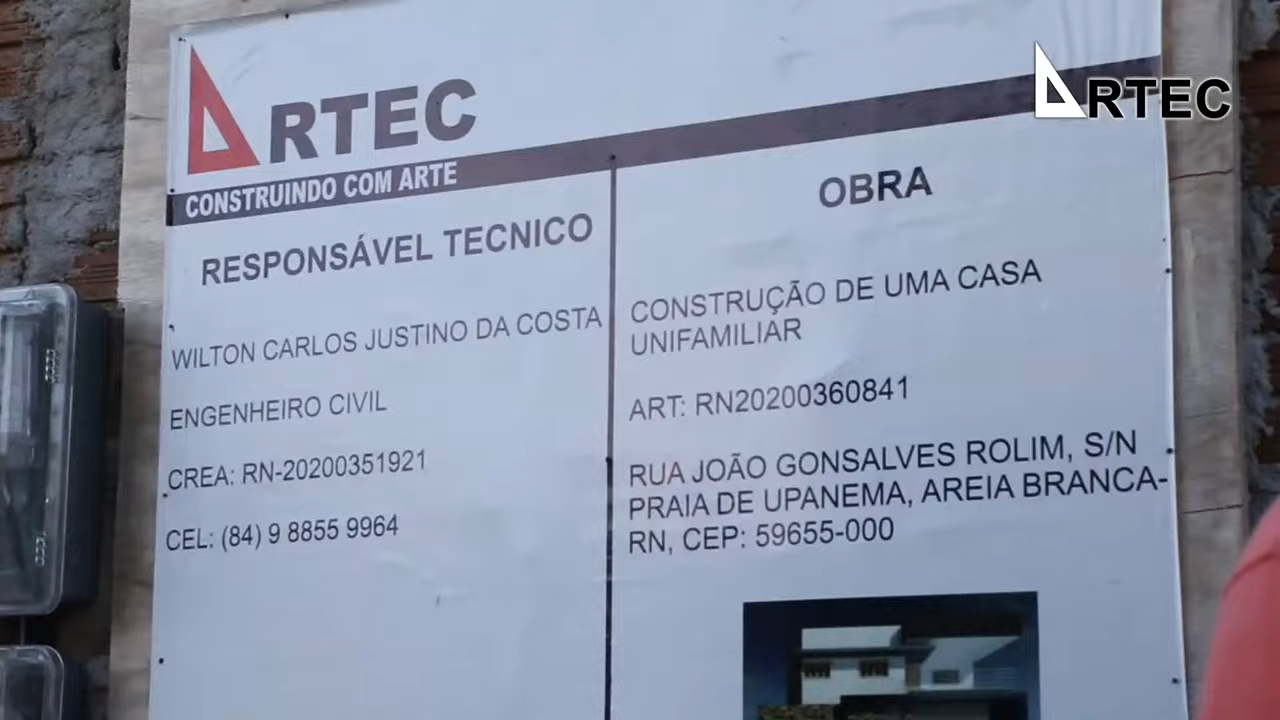 ARTEC
CONSTRUINDO COM ARTE
RESPONSÁVEL TECNICO
WILTON CARLOS JUSTINO DA COSTA
ENGENHEIRO CIVIL
CREA: RN-20200351921
CEL: (84) 9 8855 9964
OBRA
CONSTRUÇÃO DE UMA CASA
UNIFAMILIAR
ART: RN20200360841
RUA JOÃO GONSALVES ROLIM, S/N
PRAIA DE UPANEMA, AREIA BRANCA-
RN, CEP: 59655-000
ARTEC